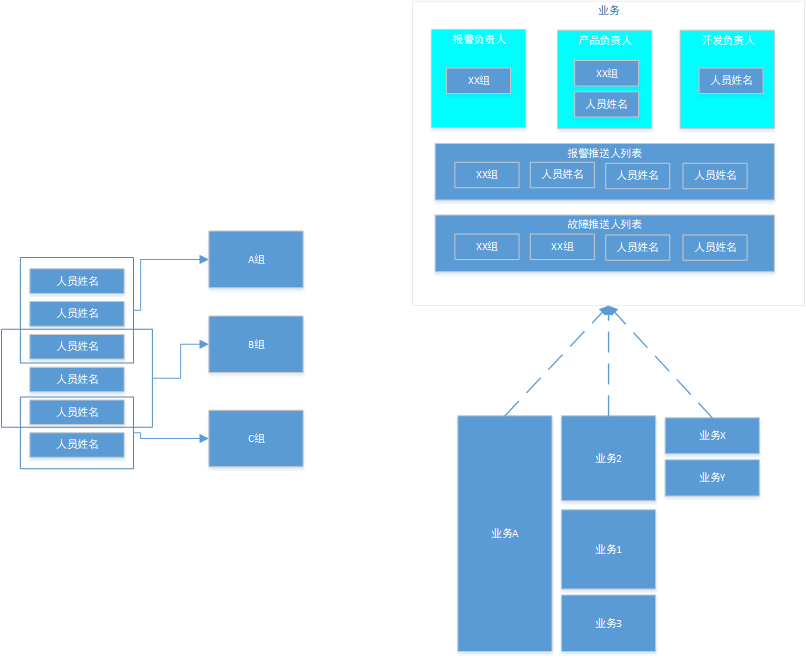 业务
报警负责人
产品负责人
开发负责人
XX组
XX组
人员姓名
人员姓名
报警推送人列表
XX组
人员姓名
人员姓名
人员姓名
故障推送人列表
XX组
XX组
人员姓名
人员姓名
人员姓名
人员姓名
人员姓名
人员姓名
人员姓名
人员姓名
A组
B组
C组
业务A
业务2
业务1
业务3
业务X
业务Y